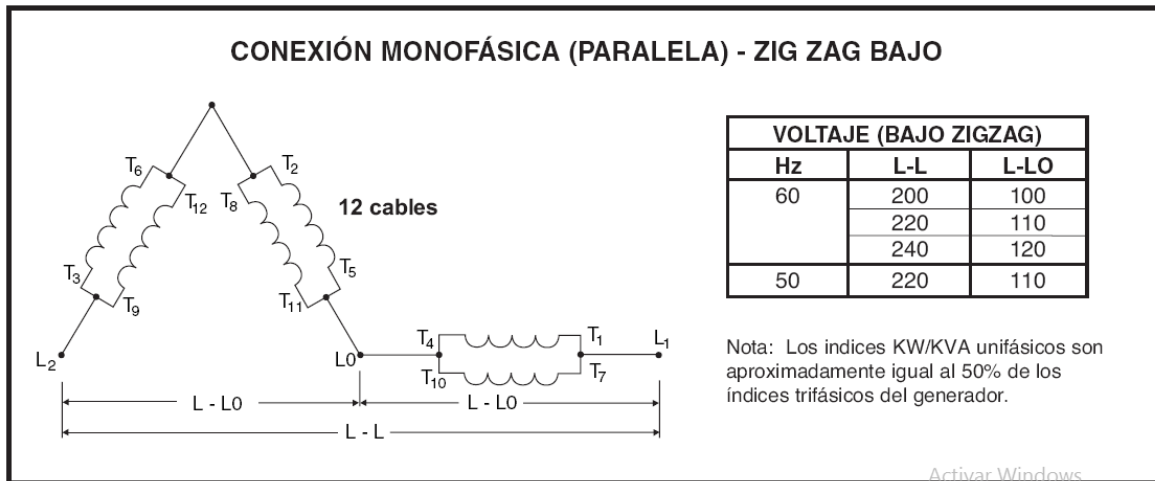 CONEXIÓN MONOFÁSICA (PARALELA) - ZIG ZAG BAJO
T6
T12
T2
T8
12 cables
T3
T9
T5
T11
L2
L0
T4
T10
T1
T7
L1
L - L0
L - L0
L - L
VOLTAJE (BAJO ZIGZAG)
Hz L-L L-LO
60 200 100
220 110
240 120
50 220 110
Nota: Los indices KW/KVA unifásicos son
aproximadamente igual al 50% de los
índices trifásicos del generador.
Activar Windows